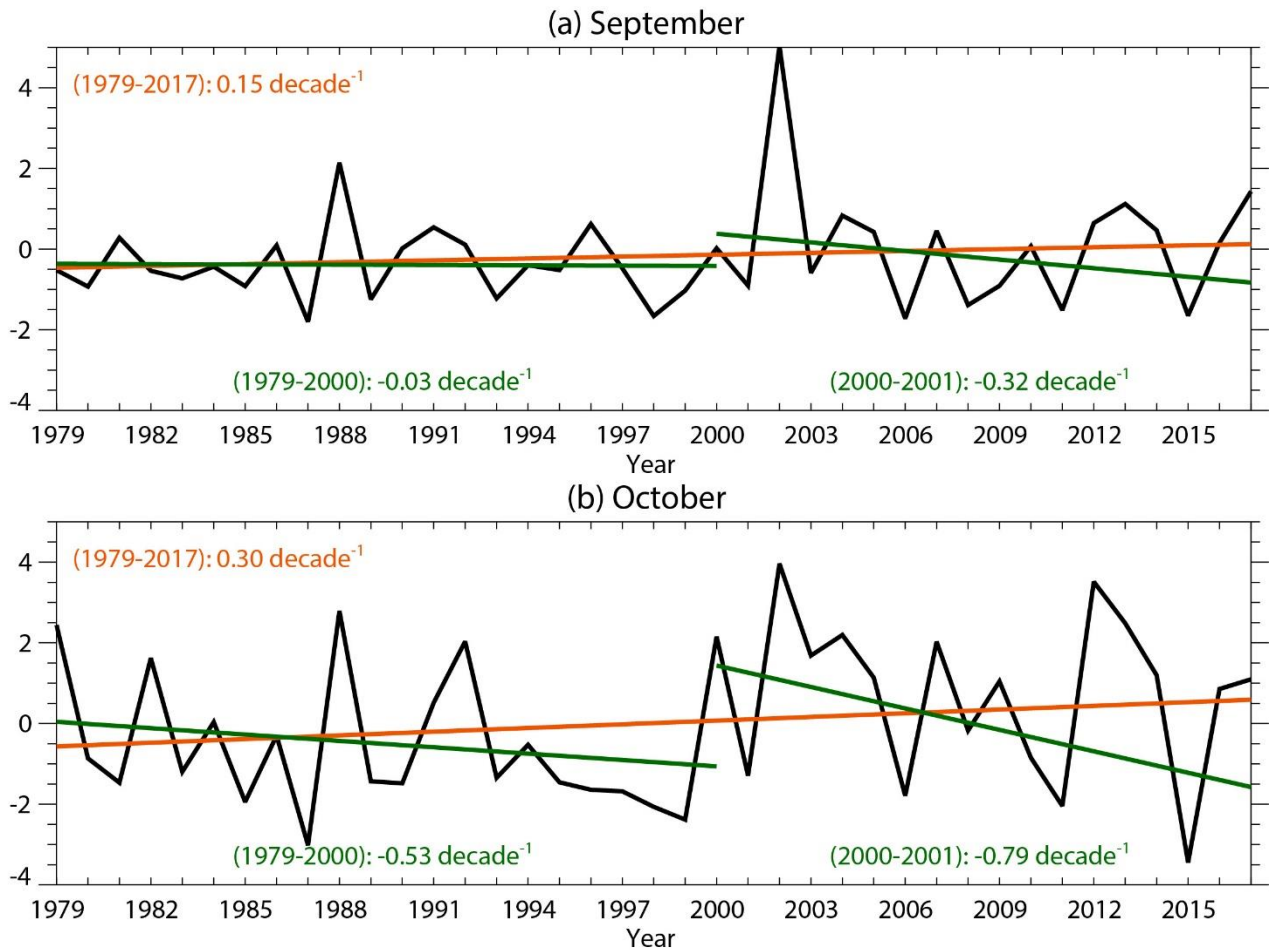 (a) September
(1979-2017): 0.15 decade⁻¹
4
2
0
-2
-4
(1979-2000): -0.03 decade⁻¹ (2000-2001): -0.32 decade⁻¹
1979 1982 1985 1988 1991 1994 1997 2000 2003 2006 2009 2012 2015
Year
(b) October
(1979-2017): 0.30 decade⁻¹
4
2
0
-2
-4
(1979-2000): -0.53 decade⁻¹ (2000-2001): -0.79 decade⁻¹
1979 1982 1985 1988 1991 1994 1997 2000 2003 2006 2009 2012 2015
Year